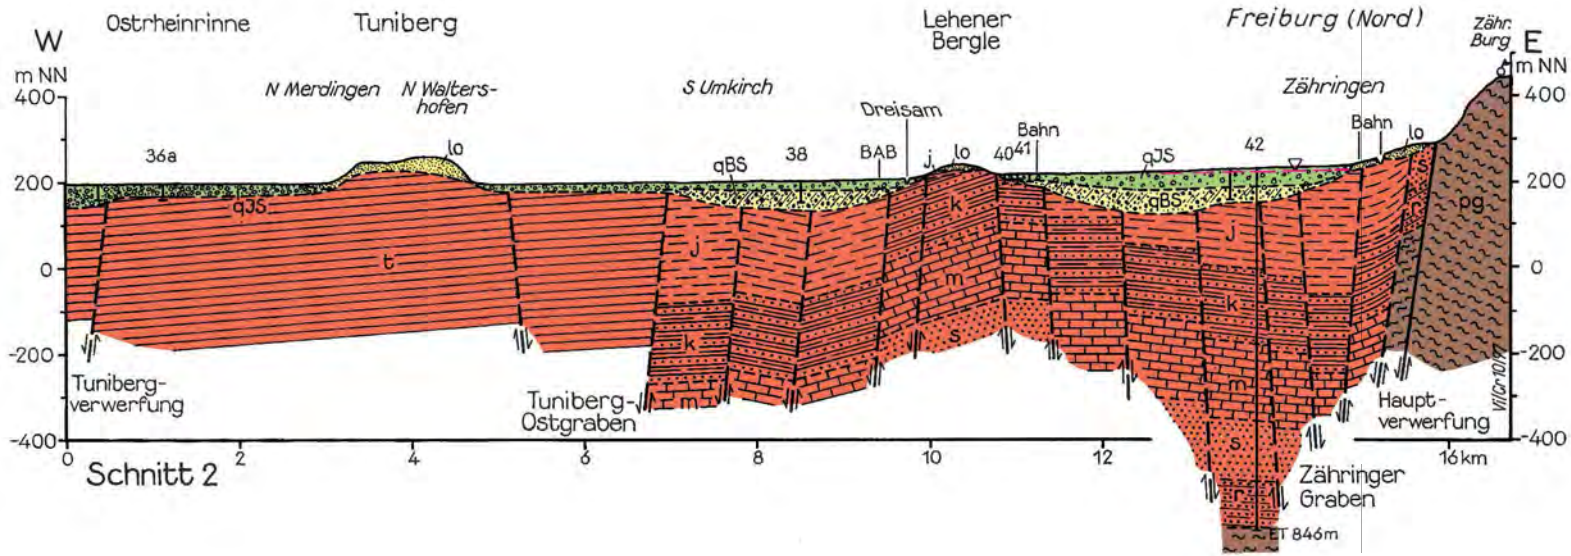 Ostrheinrinne
Tuniberg
Lehener
Bergle
Freiburg (Nord)
Zähr.
Burg
W
E
m NN
m NN
N Merdingen
N Walters-
hofen
S Umkirch
Dreisam
Zähringen
400
400
36a
lo
qBS
38
BAB
j
lo
40
41
Bahn
qJS
42
Bahn
lo
200
200
qJS
k
qBS
s
r
pg
t
j
j
0
0
m
k
k
s
-200
-200
m
m
Tuniberg-
verwerfung
Tuniberg-
Ostgraben
Haupt-
verwerfung
s
-400
-400
0
2
4
6
8
10
12
16 km
Schnitt 2
r
Zähringer
Graben
ET 846m